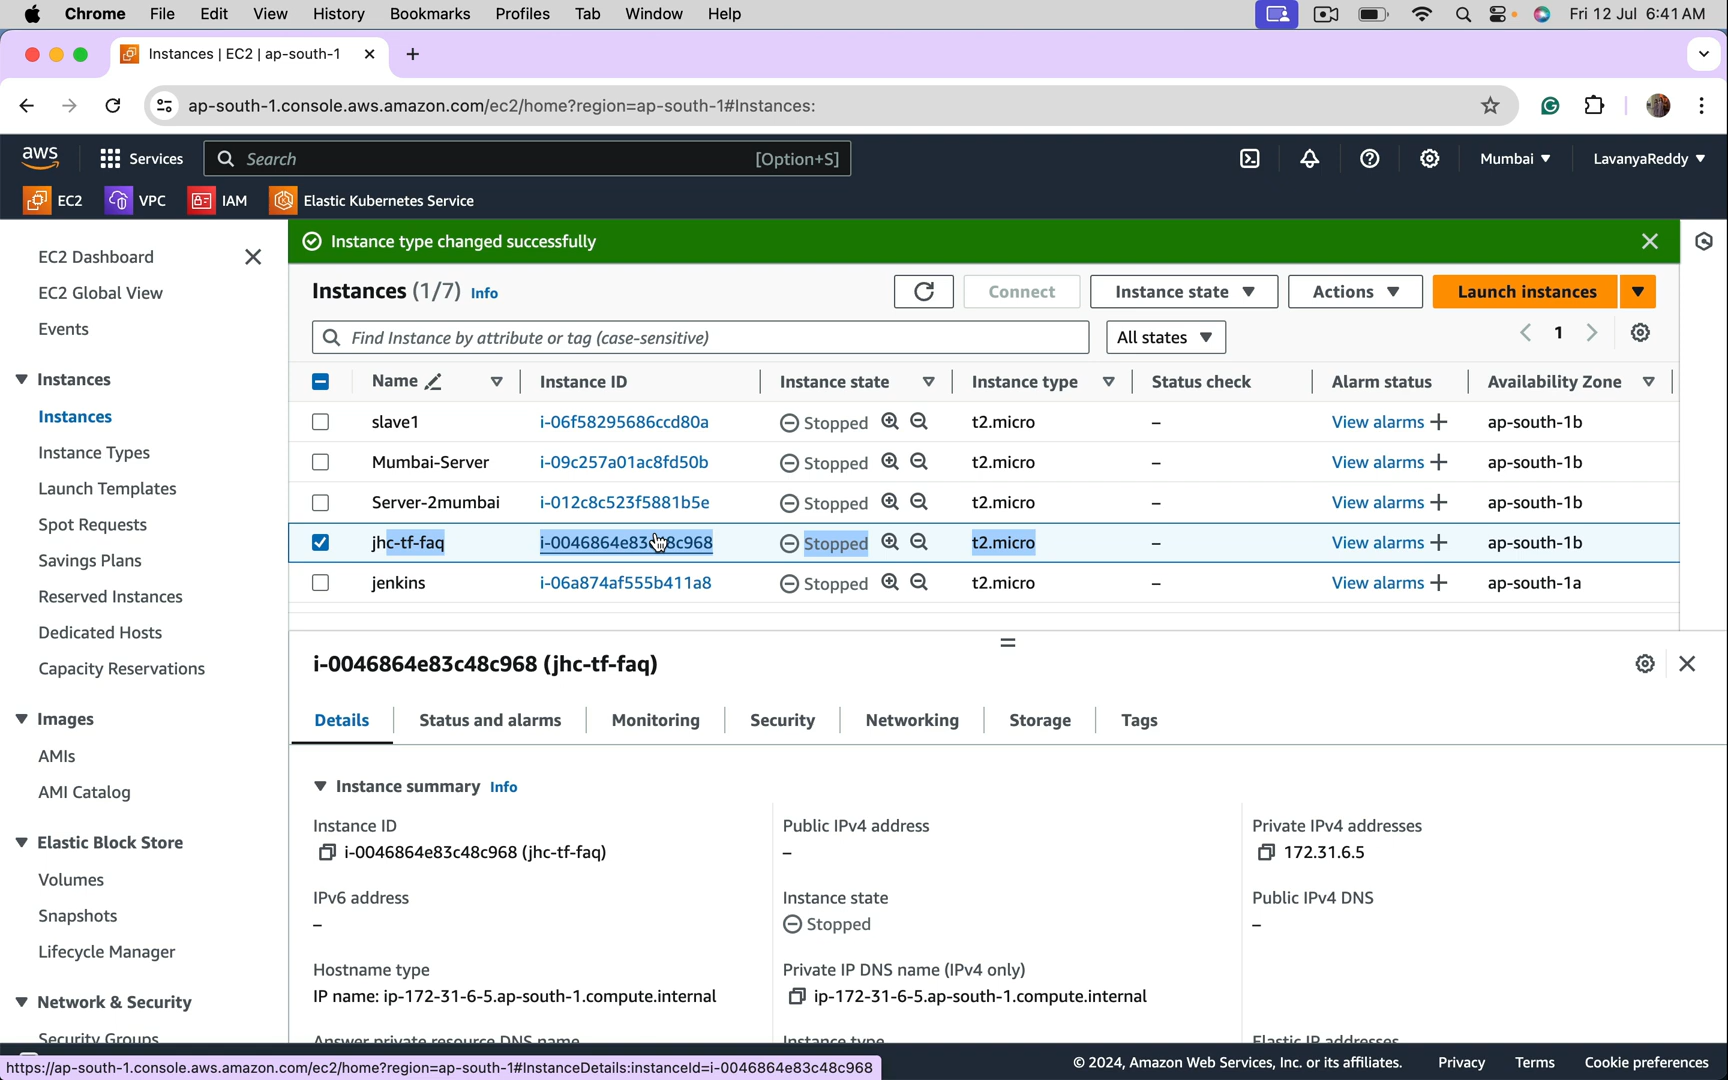 Chrome File Edit View History Bookmarks Profiles Tab Window Help Fri 12 Jul 6:41 AM
Instances | EC2 | ap-south-1
ap-south-1.console.aws.amazon.com/ec2/home?region=ap-south-1#Instances:
aws Services Search [Option+S] Mumbai LavanyaReddy
EC2 VPC IAM Elastic Kubernetes Service
EC2 Dashboard
EC2 Global View
Events
Instances
Instances
Instance Types
Launch Templates
Spot Requests
Savings Plans
Reserved Instances
Dedicated Hosts
Capacity Reservations
Images
AMIs
AMI Catalog
Elastic Block Store
Volumes
Snapshots
Lifecycle Manager
Network & Security
Security Groups
Instance type changed successfully
Instances (1/7) Info Connect Instance state Actions Launch instances
Find Instance by attribute or tag (case-sensitive) All states 1
Name Instance ID Instance state Instance type Status check Alarm status Availability Zone
slave1 i-06f58295686ccd80a Stopped t2.micro – View alarms + ap-south-1b
Mumbai-Server i-09c257a01ac8fd50b Stopped t2.micro – View alarms + ap-south-1b
Server-2mumbai i-012c8c523f5881b5e Stopped t2.micro – View alarms + ap-south-1b
jhc-tf-faq i-0046864e83c48c968 Stopped t2.micro – View alarms + ap-south-1b
jenkins i-06a874af555b411a8 Stopped t2.micro – View alarms + ap-south-1a
i-0046864e83c48c968 (jhc-tf-faq)
Details Status and alarms Monitoring Security Networking Storage Tags
Instance summary Info
Instance ID Public IPv4 address Private IPv4 addresses
i-0046864e83c48c968 (jhc-tf-faq) – 172.31.6.5
IPv6 address Instance state Public IPv4 DNS
– Stopped –
Hostname type Private IP DNS name (IPv4 only)
IP name: ip-172-31-6-5.ap-south-1.compute.internal ip-172-31-6-5.ap-south-1.compute.internal
Answer private resource DNS name Instance type Elastic IP addresses
https://ap-south-1.console.aws.amazon.com/ec2/home?region=ap-south-1#InstanceDetails:instanceId=i-0046864e83c48c968 © 2024, Amazon Web Services, Inc. or its affiliates. Privacy Terms Cookie preferences